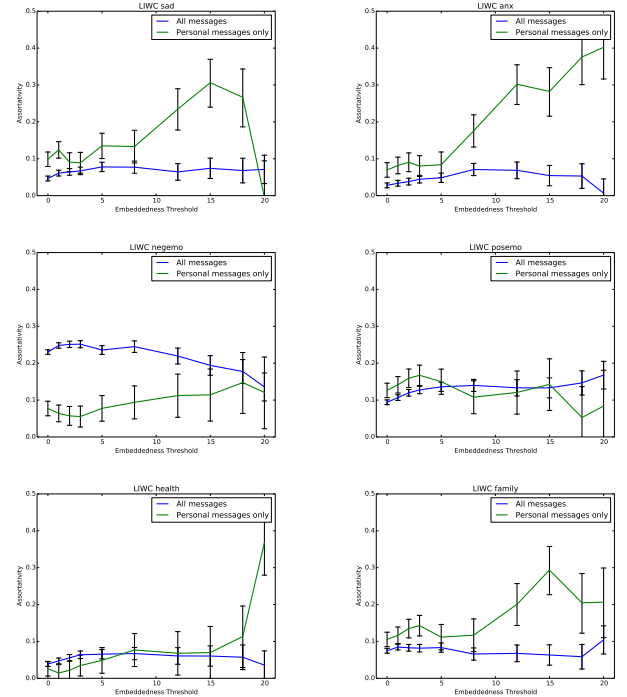 LIWC sad
All messages
Personal messages only
Assortativity
0.5
0.4
0.3
0.2
0.1
0.0
0 5 10 15 20
Embeddedness Threshold
LIWC anx
All messages
Personal messages only
Assortativity
0.5
0.4
0.3
0.2
0.1
0.0
0 5 10 15 20
Embeddedness Threshold
LIWC negemo
All messages
Personal messages only
Assortativity
0.5
0.4
0.3
0.2
0.1
0.0
0 5 10 15 20
Embeddedness Threshold
LIWC posemo
All messages
Personal messages only
Assortativity
0.5
0.4
0.3
0.2
0.1
0.0
0 5 10 15 20
Embeddedness Threshold
LIWC health
All messages
Personal messages only
Assortativity
0.5
0.4
0.3
0.2
0.1
0.0
0 5 10 15 20
Embeddedness Threshold
LIWC family
All messages
Personal messages only
Assortativity
0.5
0.4
0.3
0.2
0.1
0.0
0 5 10 15 20
Embeddedness Threshold